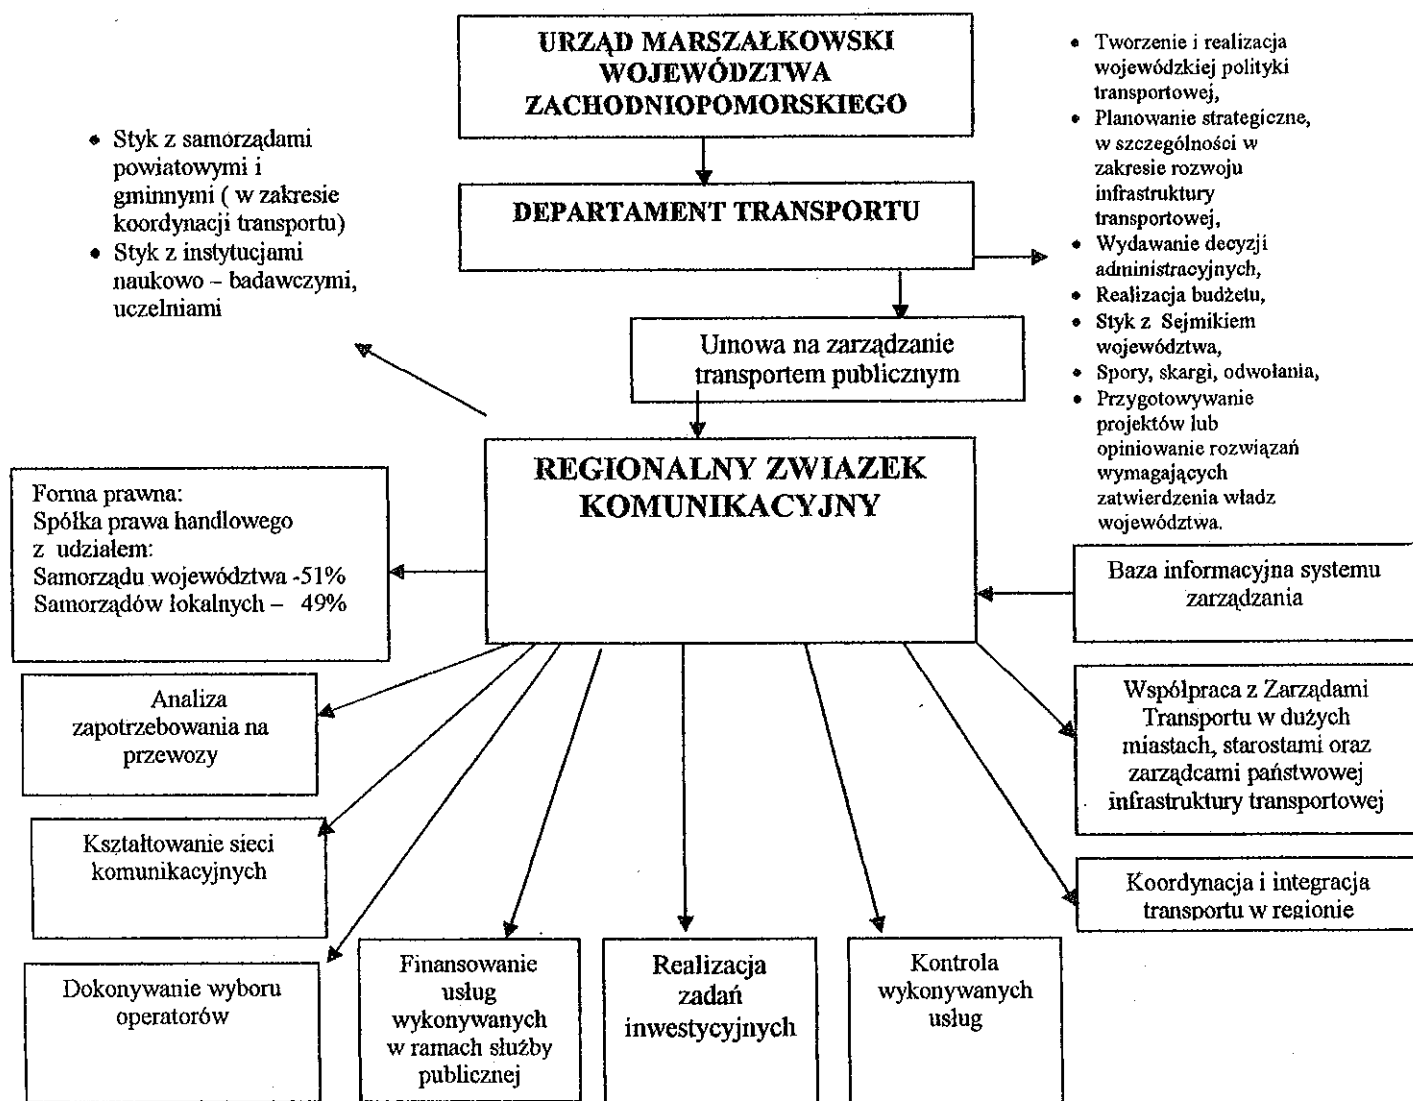 URZĄD MARSZAŁKOWSKI
WOJEWÓDZTWA
ZACHODNIOPOMORSKIEGO
• Tworzenie i realizacja
wojewódzkiej polityki
transportowej,
• Planowanie strategiczne,
w szczególności w
zakresie rozwoju
infrastruktury
transportowej,
• Wydawanie decyzji
administracyjnych,
• Realizacja budżetu,
• Styk z Sejmikiem
województwa,
• Spory, skargi, odwołania,
• Przygotowywanie
projektów lub
opiniowanie rozwiązań
wymagających
zatwierdzenia władz
województwa.
• Styk z samorządami
powiatowymi i
gminnymi ( w zakresie
koordynacji transportu)
• Styk z instytucjami
naukowo – badawczymi,
uczelniami
DEPARTAMENT TRANSPORTU
Umowa na zarządzanie
transportem publicznym
REGIONALNY ZWIAZEK
KOMUNIKACYJNY
Forma prawna:
Spółka prawa handlowego
z udziałem:
Samorządu województwa -51%
Samorządów lokalnych – 49%
Baza informacyjna systemu
zarządzania
Analiza
zapotrzebowania na
przewozy
Współpraca z Zarządami
Transportu w dużych
miastach, starostami oraz
zarządcami państwowej
infrastruktury transportowej
Kształtowanie sieci
komunikacyjnych
Koordynacja i integracja
transportu w regionie
Dokonywanie wyboru
operatorów
Finansowanie
usług
wykonywanych
w ramach służby
publicznej
Realizacja
zadań
inwestycyjnych
Kontrola
wykonywanych
usług